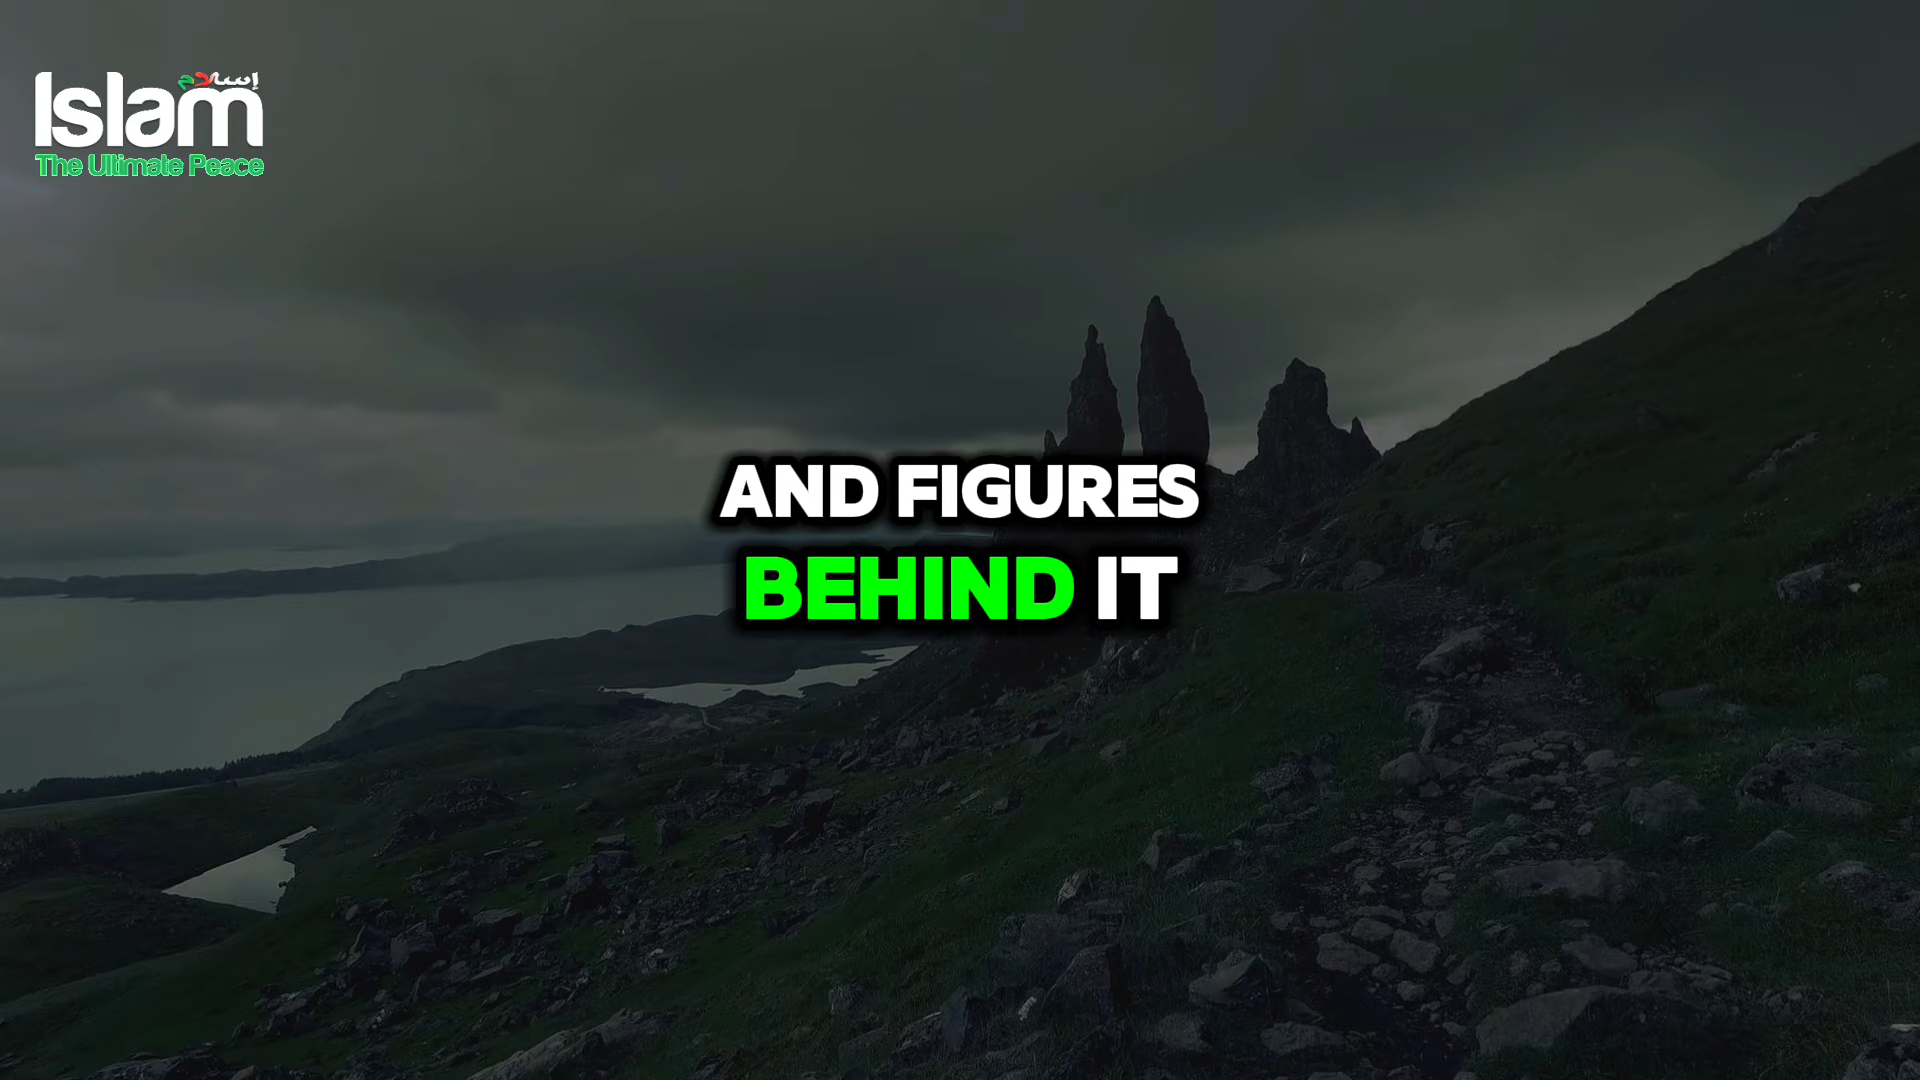 إسلام
Islam
The Ultimate Peace
AND FIGURES
BEHIND IT